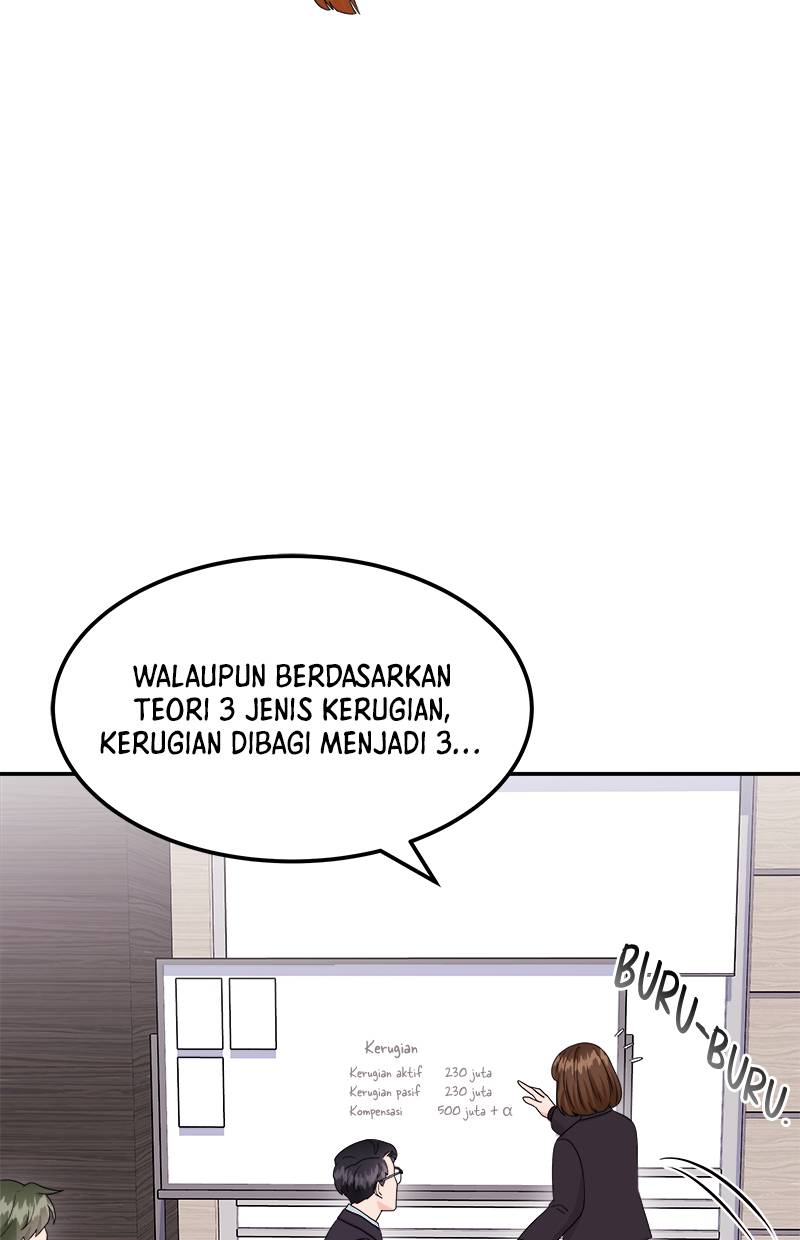 WALAUPUN BERDASARKAN
TEORI 3 JENIS KERUGIAN,
KERUGIAN DIBAGI MENJADI 3...
BURU-BURU.
Kerugian
Kerugian aktif 230 juta
Kerugian pasif 230 juta
Kompensasi 500 juta + α